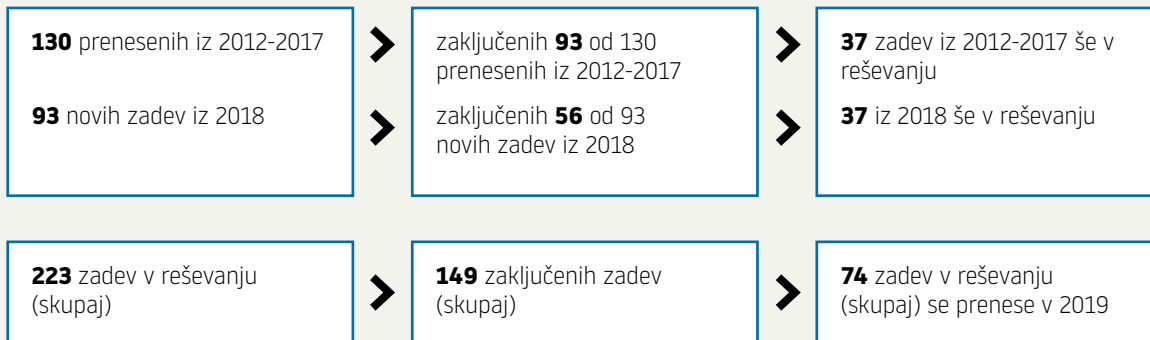 130 prenesenih iz 2012-2017
93 novih zadev iz 2018
zaključenih 93 od 130
prenesenih iz 2012-2017
zaključenih 56 od 93
novih zadev iz 2018
37 zadev iz 2012-2017 še v
reševanju
37 iz 2018 še v reševanju
223 zadev v reševanju
(skupaj)
149 zaključenih zadev
(skupaj)
74 zadev v reševanju
(skupaj) se prenese v 2019